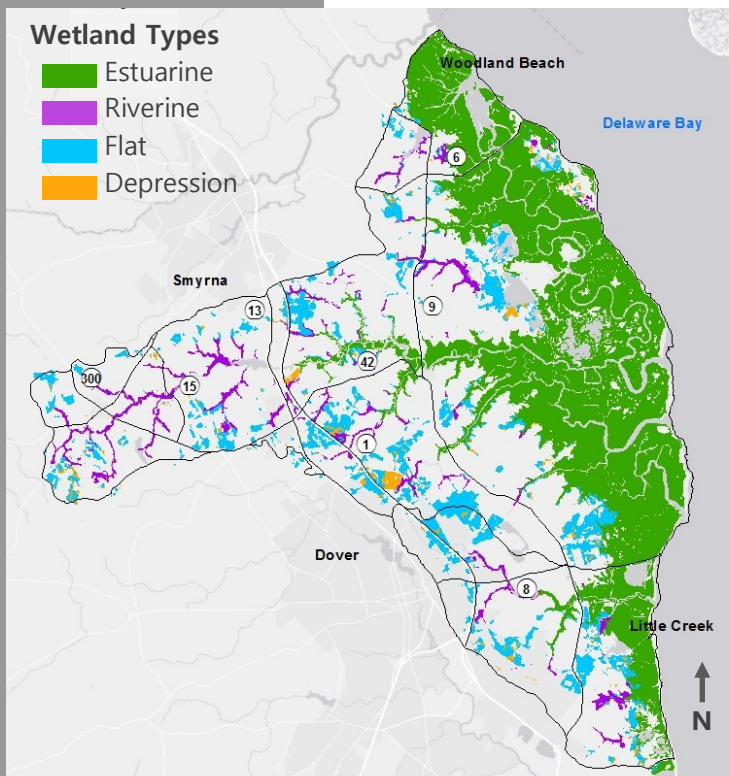 Wetland Types
Estuarine
Riverine
Flat
Depression
Woodland Beach
Delaware Bay
6
Smyrna
13
9
42
300
15
1
Dover
8
Little Creek
N